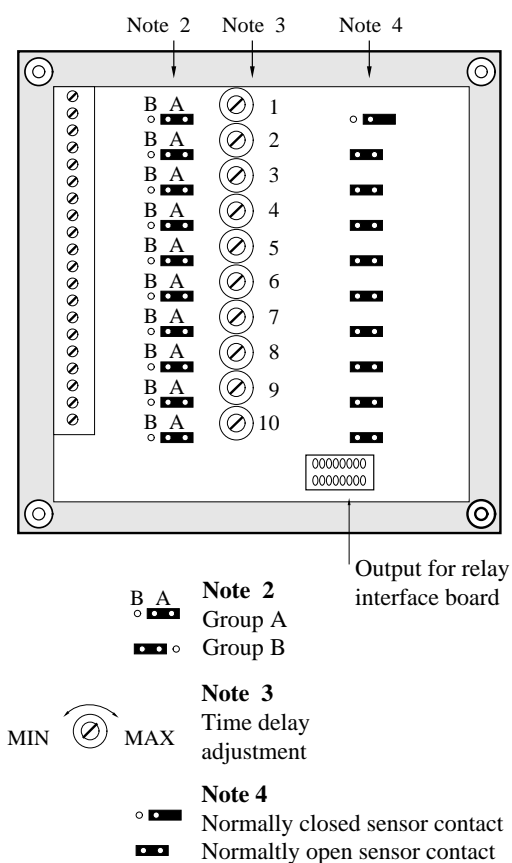 Note 2 Note 3 Note 4
B A 1
B A 2
B A 3
B A 4
B A 5
B A 6
B A 7
B A 8
B A 9
B A 10
00000000
00000000
Output for relay
interface board
B A Note 2
Group A
Group B
Note 3
MIN MAX Time delay
adjustment
Note 4
Normally closed sensor contact
Normaltly open sensor contact